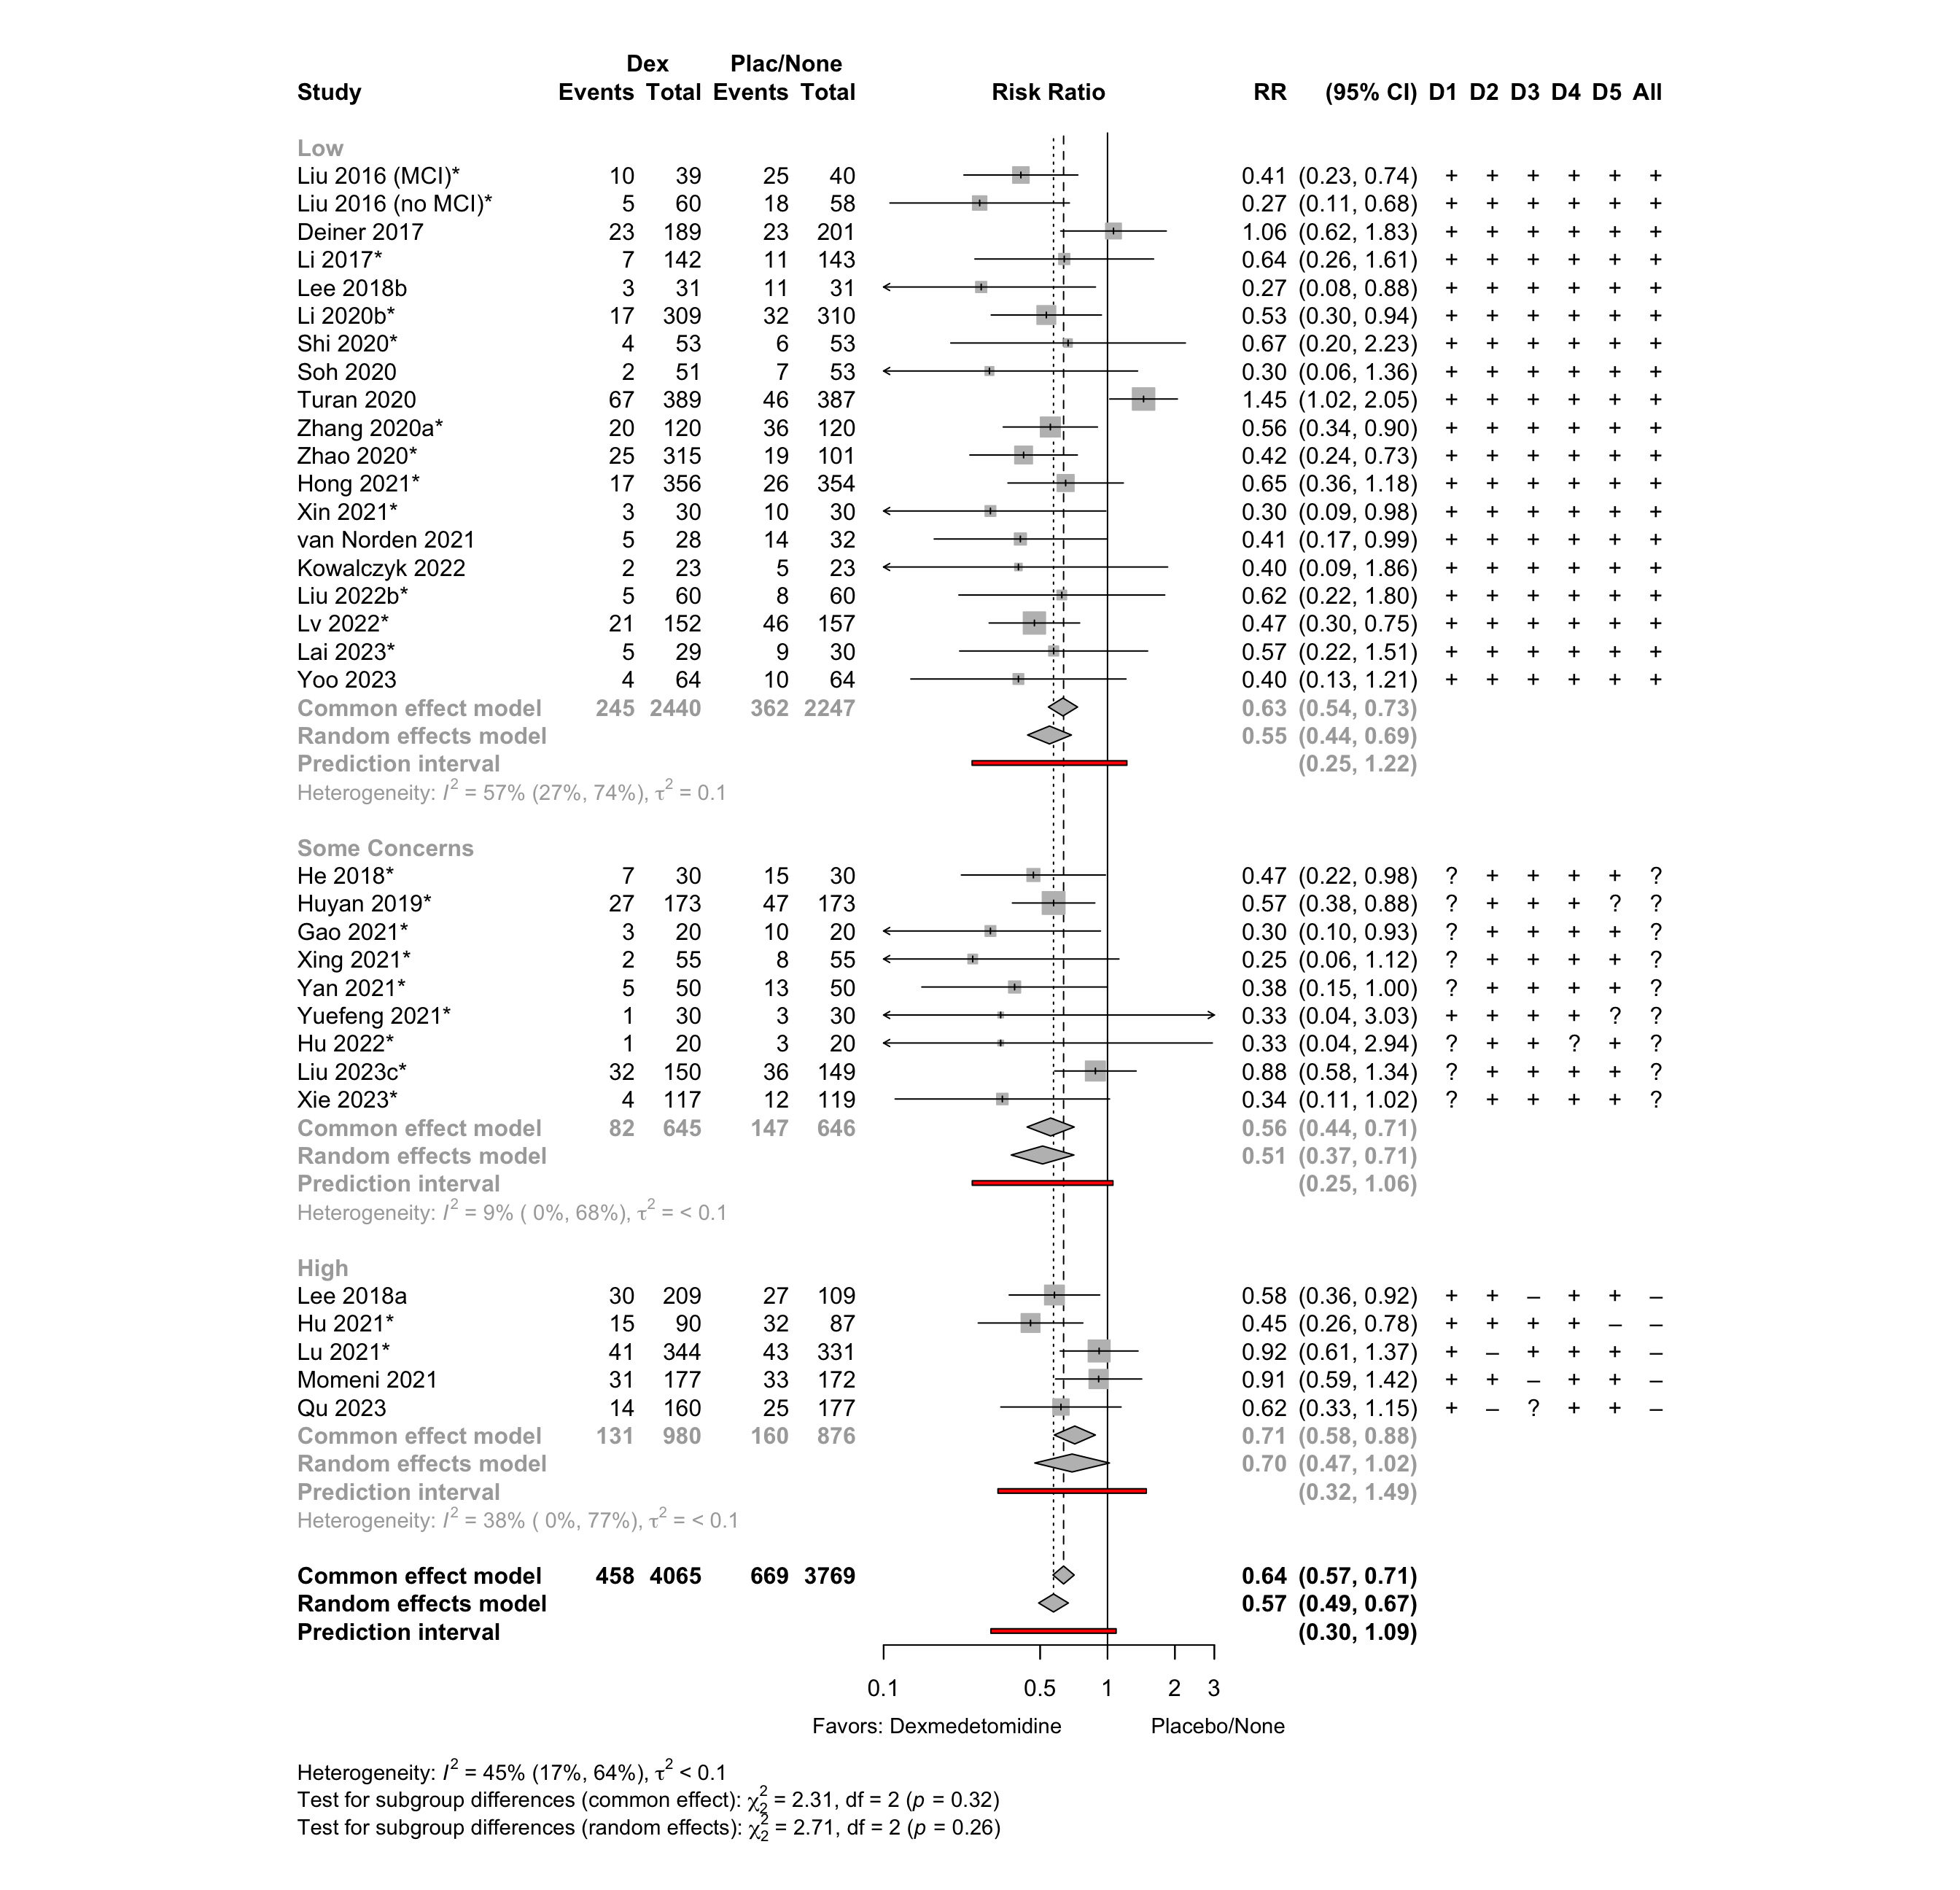 Dex Plac/None
Study Events Total Events Total Risk Ratio RR (95% CI) D1 D2 D3 D4 D5 All
Low
Liu 2016 (MCI)* 10 39 25 40 0.41 (0.23, 0.74) + + + + + +
Liu 2016 (no MCI)* 5 60 18 58 0.27 (0.11, 0.68) + + + + + +
Deiner 2017 23 189 23 201 1.06 (0.62, 1.83) + + + + + +
Li 2017* 7 142 11 143 0.64 (0.26, 1.61) + + + + + +
Lee 2018b 3 31 11 31 0.27 (0.08, 0.88) + + + + + +
Li 2020b* 17 309 32 310 0.53 (0.30, 0.94) + + + + + +
Shi 2020* 4 53 6 53 0.67 (0.20, 2.23) + + + + + +
Soh 2020 2 51 7 53 0.30 (0.06, 1.36) + + + + + +
Turan 2020 67 389 46 387 1.45 (1.02, 2.05) + + + + + +
Zhang 2020a* 20 120 36 120 0.56 (0.34, 0.90) + + + + + +
Zhao 2020* 25 315 19 101 0.42 (0.24, 0.73) + + + + + +
Hong 2021* 17 356 26 354 0.65 (0.36, 1.18) + + + + + +
Xin 2021* 3 30 10 30 0.30 (0.09, 0.98) + + + + + +
van Norden 2021 5 28 14 32 0.41 (0.17, 0.99) + + + + + +
Kowalczyk 2022 2 23 5 23 0.40 (0.09, 1.86) + + + + + +
Liu 2022b* 5 60 8 60 0.62 (0.22, 1.80) + + + + + +
Lv 2022* 21 152 46 157 0.47 (0.30, 0.75) + + + + + +
Lai 2023* 5 29 9 30 0.57 (0.22, 1.51) + + + + + +
Yoo 2023 4 64 10 64 0.40 (0.13, 1.21) + + + + + +
Common effect model 245 2440 362 2247 0.63 (0.54, 0.73)
Random effects model 0.55 (0.44, 0.69)
Prediction interval (0.25, 1.22)
Heterogeneity: I² = 57% (27%, 74%), τ² = 0.1
Some Concerns
He 2018* 7 30 15 30 0.47 (0.22, 0.98) ? + + + + ?
Huyan 2019* 27 173 47 173 0.57 (0.38, 0.88) ? + + + ? ?
Gao 2021* 3 20 10 20 0.30 (0.10, 0.93) ? + + + + ?
Xing 2021* 2 55 8 55 0.25 (0.06, 1.12) ? + + + + ?
Yan 2021* 5 50 13 50 0.38 (0.15, 1.00) ? + + + + ?
Yuefeng 2021* 1 30 3 30 0.33 (0.04, 3.03) + + + + ? ?
Hu 2022* 1 20 3 20 0.33 (0.04, 2.94) ? + + ? + ?
Liu 2023c* 32 150 36 149 0.88 (0.58, 1.34) ? + + + + ?
Xie 2023* 4 117 12 119 0.34 (0.11, 1.02) ? + + + + ?
Common effect model 82 645 147 646 0.56 (0.44, 0.71)
Random effects model 0.51 (0.37, 0.71)
Prediction interval (0.25, 1.06)
Heterogeneity: I² = 9% ( 0%, 68%), τ² = < 0.1
High
Lee 2018a 30 209 27 109 0.58 (0.36, 0.92) + + – + + –
Hu 2021* 15 90 32 87 0.45 (0.26, 0.78) + + + + – –
Lu 2021* 41 344 43 331 0.92 (0.61, 1.37) + – + + + –
Momeni 2021 31 177 33 172 0.91 (0.59, 1.42) + + – + + –
Qu 2023 14 160 25 177 0.62 (0.33, 1.15) + – ? + + –
Common effect model 131 980 160 876 0.71 (0.58, 0.88)
Random effects model 0.70 (0.47, 1.02)
Prediction interval (0.32, 1.49)
Heterogeneity: I² = 38% ( 0%, 77%), τ² = < 0.1
Common effect model 458 4065 669 3769 0.64 (0.57, 0.71)
Random effects model 0.57 (0.49, 0.67)
Prediction interval (0.30, 1.09)
0.1 0.5 1 2 3
Favors: Dexmedetomidine Placebo/None
Heterogeneity: I² = 45% (17%, 64%), τ² < 0.1
Test for subgroup differences (common effect): χ²₂ = 2.31, df = 2 (p = 0.32)
Test for subgroup differences (random effects): χ²₂ = 2.71, df = 2 (p = 0.26)